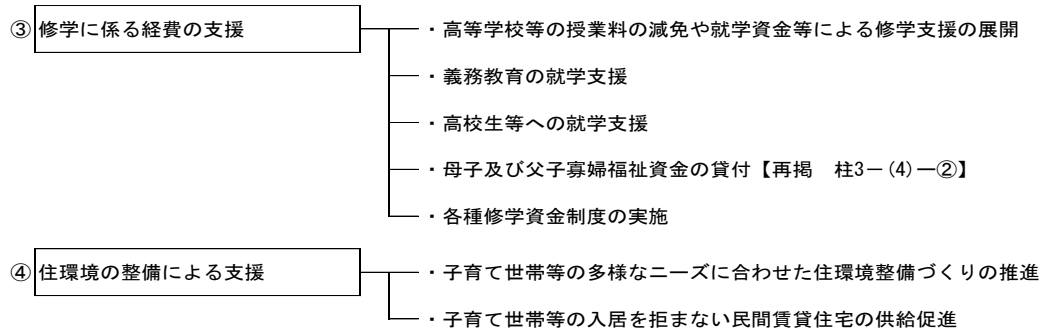 ③修学に係る経費の支援
・高等学校等の授業料の減免や就学資金等による修学支援の展開
・義務教育の就学支援
・高校生等への就学支援
・母子及び父子寡婦福祉資金の貸付【再掲　柱3－(4)－②】
・各種修学資金制度の実施
④住環境の整備による支援
・子育て世帯等の多様なニーズに合わせた住環境整備づくりの推進
・子育て世帯等の入居を拒まない民間賃貸住宅の供給促進